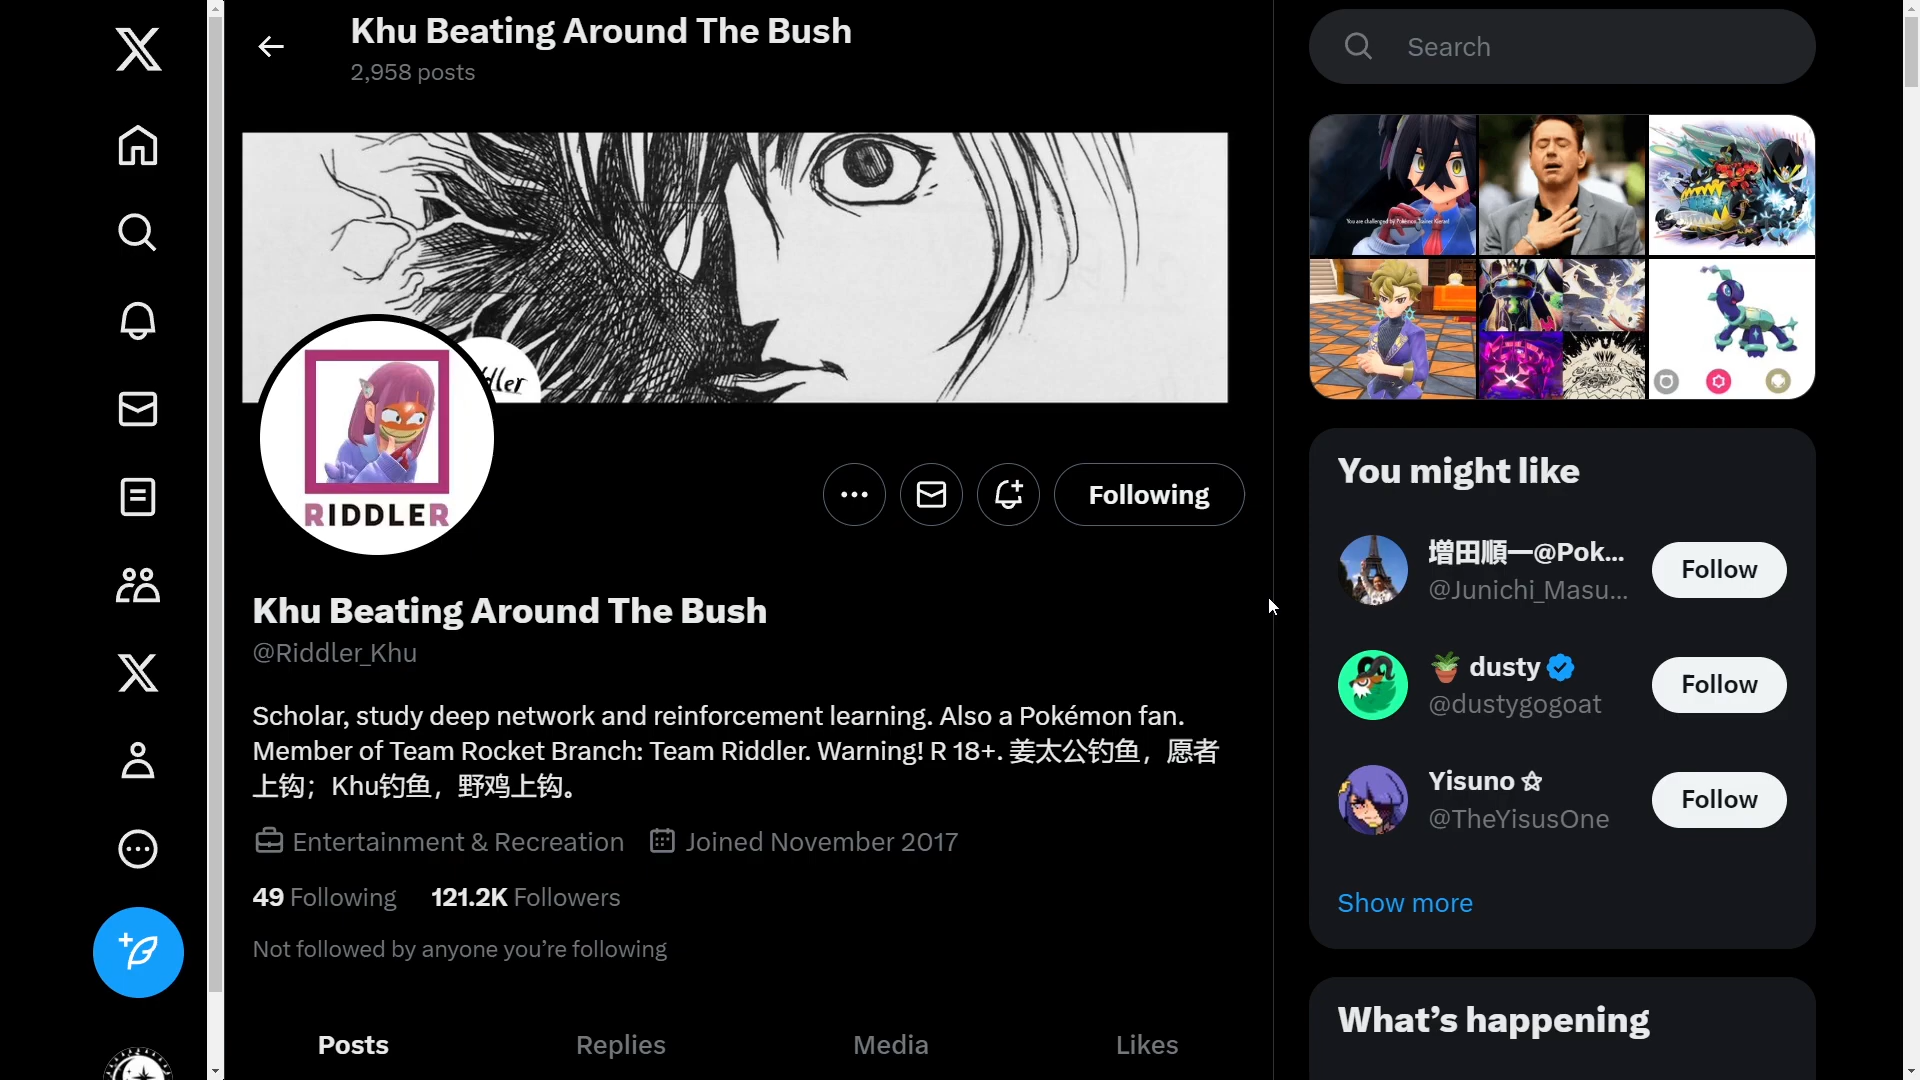 Khu Beating Around The Bush
2,958 posts
Search
You are challenged by Pokémon Trainer Kieran!
RIDDLER
Following
Khu Beating Around The Bush
@Riddler_Khu
Scholar, study deep network and reinforcement learning. Also a Pokémon fan.
Member of Team Rocket Branch: Team Riddler. Warning! R 18+. 姜太公钓鱼，愿者
上钩；Khu钓鱼，野鸡上钩。
Entertainment & Recreation Joined November 2017
49 Following 121.2K Followers
Not followed by anyone you’re following
Posts Replies Media Likes
You might like
増田順一@Pok...
@Junichi_Masu...
Follow
dusty
@dustygogoat
Follow
Yisuno ☆
@TheYisusOne
Follow
Show more
What’s happening